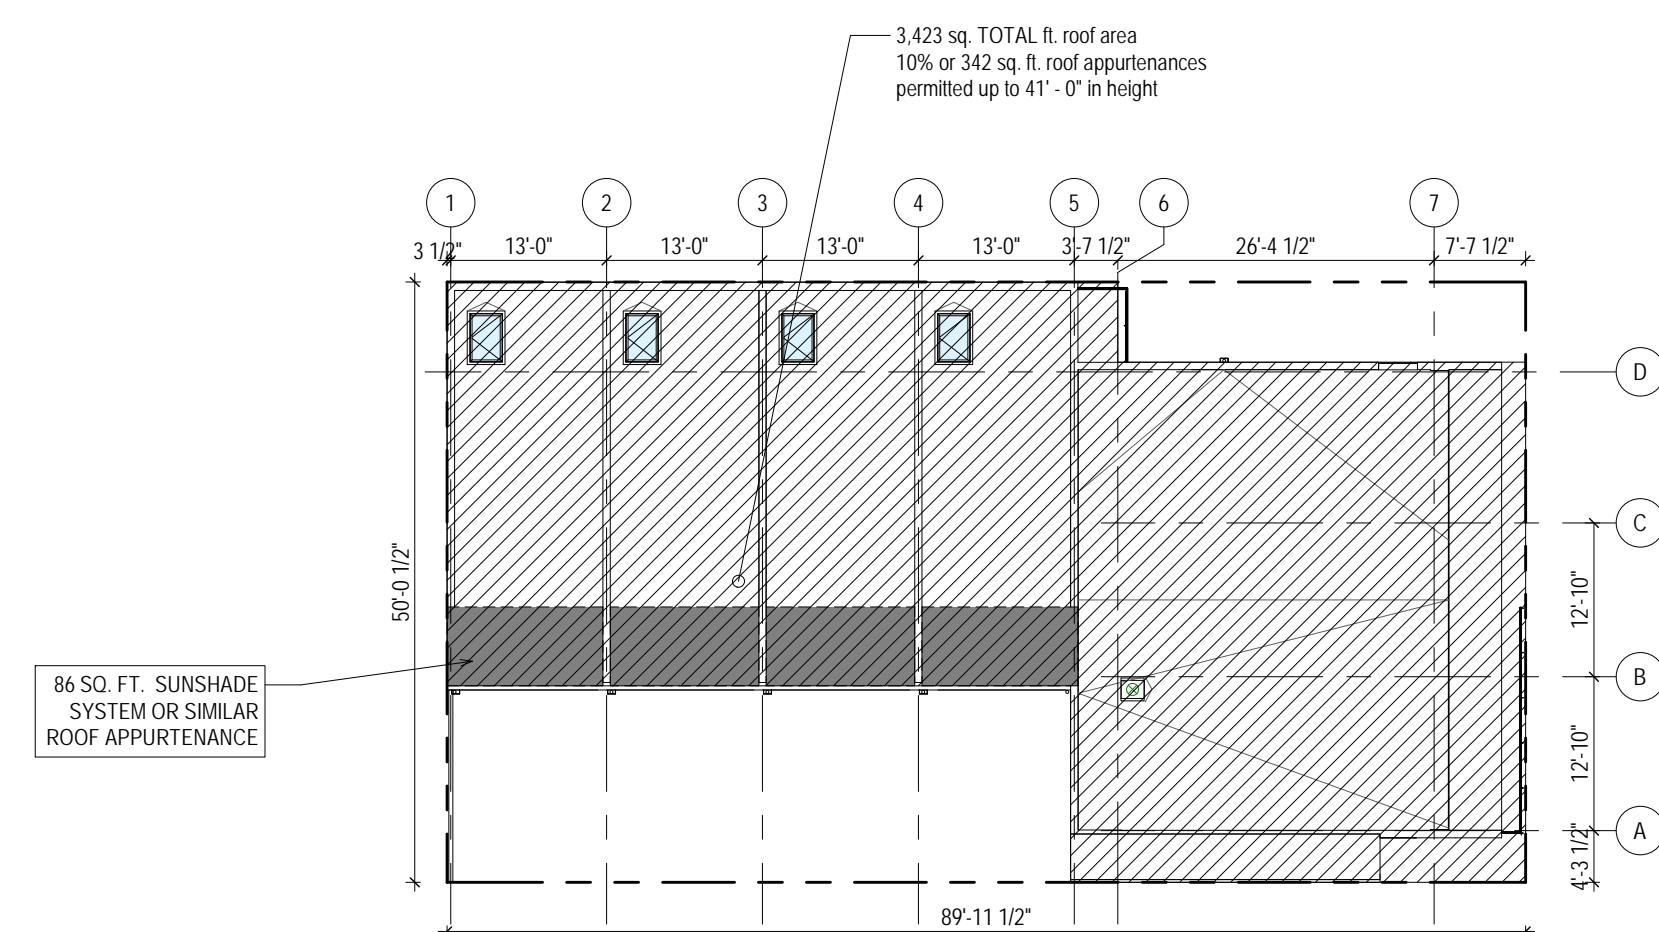 3,423 sq. TOTAL ft. roof area
10% or 342 sq. ft. roof appurtenances
permitted up to 41' - 0" in height
1 2 3 4 5 6 7
3 1/2" 13'-0" 13'-0" 13'-0" 13'-0" 3'-7 1/2" 26'-4 1/2" 7'-7 1/2"
D
C
50'-0 1/2"
12'-10"
86 SQ. FT. SUNSHADE
SYSTEM OR SIMILAR
ROOF APPURTENANCE
B
12'-10"
A
4'-3 1/2"
89'-11 1/2"